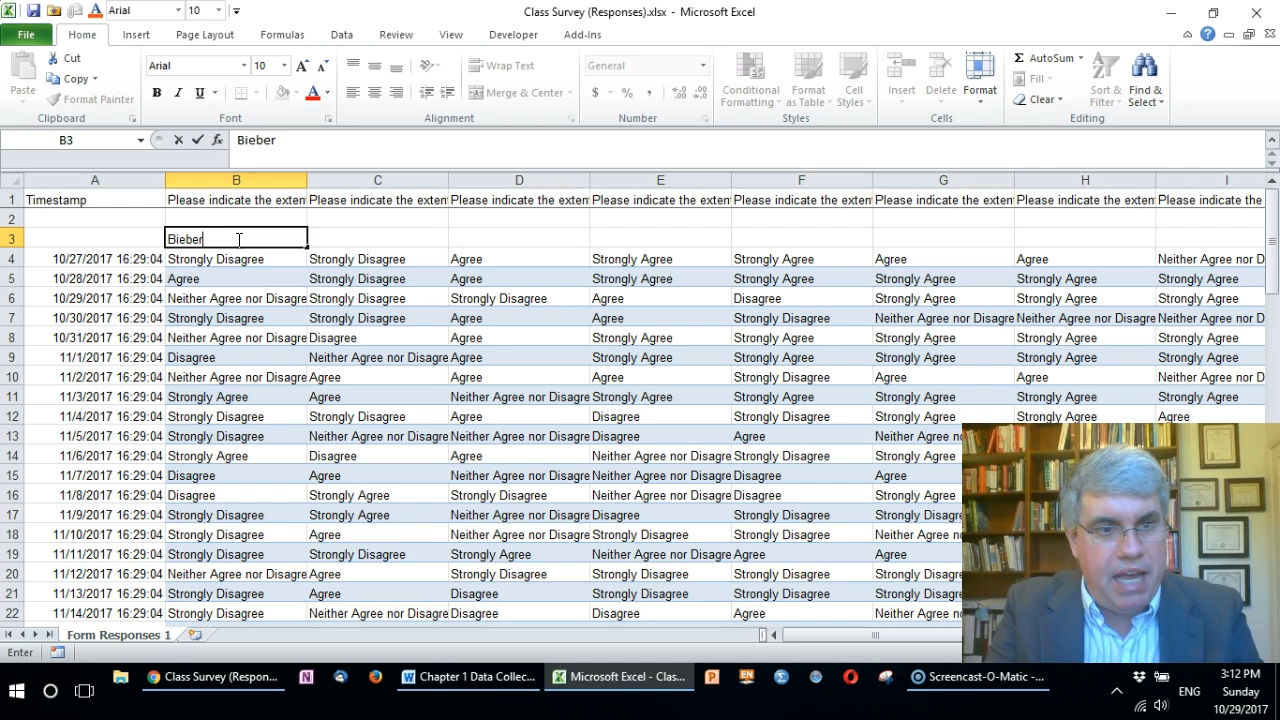 Arial 10 Class Survey (Responses).xlsx - Microsoft Excel
File Home Insert Page Layout Formulas Data Review View Developer Add-Ins
Paste Cut Copy Format Painter Clipboard
Arial 10 A A B I U A Font
Wrap Text Merge & Center Alignment
General $ % , Number
Conditional Formatting Format as Table Cell Styles Styles
Insert Delete Format Cells
Σ AutoSum Fill Clear Sort & Filter Find & Select Editing
B3 fx Bieber
A B C D E F G H I
1 Timestamp Please indicate the exten Please indicate the exten Please indicate the exten Please indicate the exten Please indicate the exten Please indicate the exten Please indicate the exten Please indicate the
2
3 Bieber
4 10/27/2017 16:29:04 Strongly Disagree Strongly Disagree Agree Strongly Agree Strongly Agree Agree Agree Neither Agree nor D
5 10/28/2017 16:29:04 Agree Strongly Disagree Agree Strongly Agree Disagree Strongly Agree Strongly Agree Strongly Agree
6 10/29/2017 16:29:04 Neither Agree nor Disagre Strongly Disagree Strongly Disagree Agree Disagree Strongly Agree Strongly Agree Strongly Agree
7 10/30/2017 16:29:04 Strongly Disagree Strongly Disagree Agree Agree Strongly Disagree Neither Agree nor Disagre Neither Agree nor Disagre Neither Agree nor D
8 10/31/2017 16:29:04 Neither Agree nor Disagre Disagree Agree Strongly Agree Strongly Disagree Strongly Agree Strongly Agree Strongly Agree
9 11/1/2017 16:29:04 Disagree Neither Agree nor Disagre Agree Strongly Agree Strongly Disagree Strongly Agree Strongly Agree Strongly Agree
10 11/2/2017 16:29:04 Neither Agree nor Disagre Agree Agree Agree Strongly Disagree Agree Agree Neither Agree nor D
11 11/3/2017 16:29:04 Strongly Agree Agree Neither Agree nor Disagre Strongly Agree Strongly Disagree Strongly Agree Strongly Agree Strongly Agree
12 11/4/2017 16:29:04 Strongly Disagree Strongly Disagree Agree Disagree Strongly Disagree Strongly Agree Strongly Agree Agree
13 11/5/2017 16:29:04 Strongly Disagree Neither Agree nor Disagre Neither Agree nor Disagre Disagree Agree Neither Agree no
14 11/6/2017 16:29:04 Strongly Agree Disagree Agree Neither Agree nor Disagre Strongly Disagree Strongly Agree
15 11/7/2017 16:29:04 Disagree Agree Neither Agree nor Disagre Neither Agree nor Disagre Strongly Disagree Agree
16 11/8/2017 16:29:04 Disagree Strongly Agree Strongly Disagree Neither Agree nor Disagre Disagree Strongly Agree
17 11/9/2017 16:29:04 Strongly Disagree Strongly Agree Neither Agree nor Disagre Disagree Strongly Disagree Strongly Agree
18 11/10/2017 16:29:04 Strongly Disagree Agree Neither Agree nor Disagre Strongly Disagree Strongly Disagree Strongly Agree
19 11/11/2017 16:29:04 Strongly Disagree Strongly Disagree Strongly Agree Neither Agree nor Disagre Agree Agree
20 11/12/2017 16:29:04 Neither Agree nor Disagre Agree Strongly Disagree Strongly Disagree Strongly Disagree Strongly Disagree
21 11/13/2017 16:29:04 Strongly Disagree Agree Disagree Strongly Disagree Strongly Disagree Strongly Disagree
22 11/14/2017 16:29:04 Strongly Disagree Neither Agree nor Disagre Disagree Disagree Agree Neither Agree no
Form Responses 1
Enter
Class Survey (Respon... Chapter 1 Data Collec... Microsoft Excel - Clas... Screencast-O-Matic -...
ENG
3:12 PM
Sunday
10/29/2017